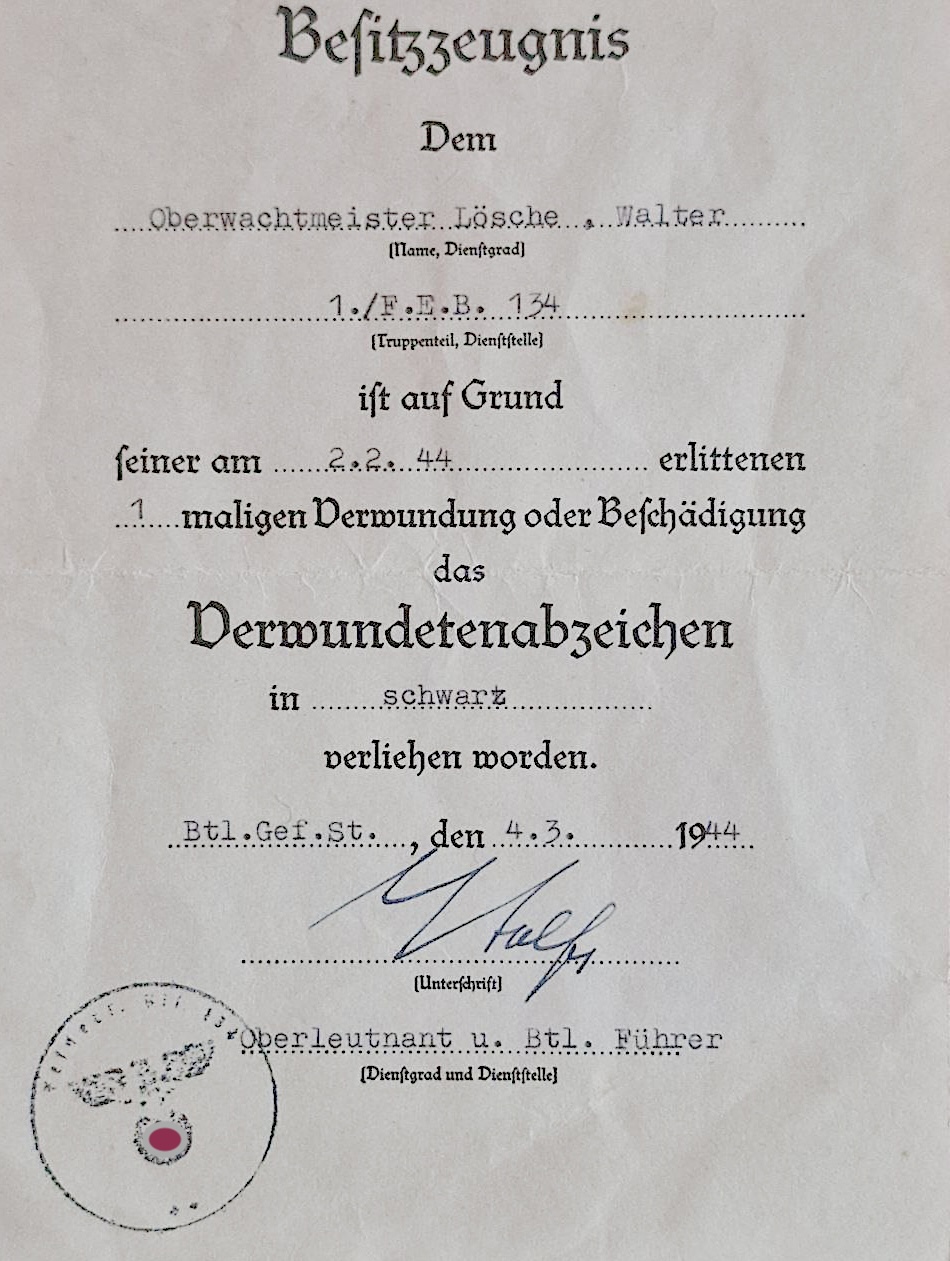 Besitzzeugnis
Dem
Oberwachtmeister Lösche , Walter
(Name, Dienstgrad)
1./F.E.B. 134
(Truppenteil, Dienststelle)
ist auf Grund
seiner am 2.2. 44 erlittenen
1 maligen Verwundung oder Beschädigung
das
Verwundetenabzeichen
in schwarz
verliehen worden.
Btl.Gef.St. , den 4.3. 1944
(Unterschrift)
Oberleutnant u. Btl. Führer
(Dienstgrad und Dienststelle)